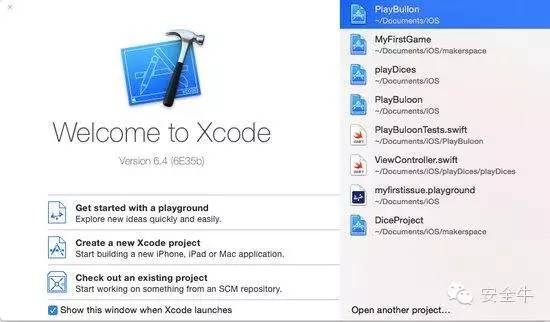 Welcome to Xcode
Version 6.4 (6E35b)
Get started with a playground
Explore new ideas quickly and easily.
Create a new Xcode project
Start building a new iPhone, iPad or Mac application.
Check out an existing project
Start working on something from an SCM repository.
Show this window when Xcode launches
PlayBullon
~/Documents/iOS
MyFirstGame
~/Documents/iOS/makerspace
playDices
~/Documents/iOS
PlayBuloon
~/Documents/iOS
PlayBuloonTests.swift
~/Documents/iOS/PlayBuloon
ViewController.swift
~/Documents/iOS/playDices/playDices
myfirstissue.playground
~/Documents/iOS
DiceProject
~/Documents/iOS/makerspace
Open another project...
安全牛